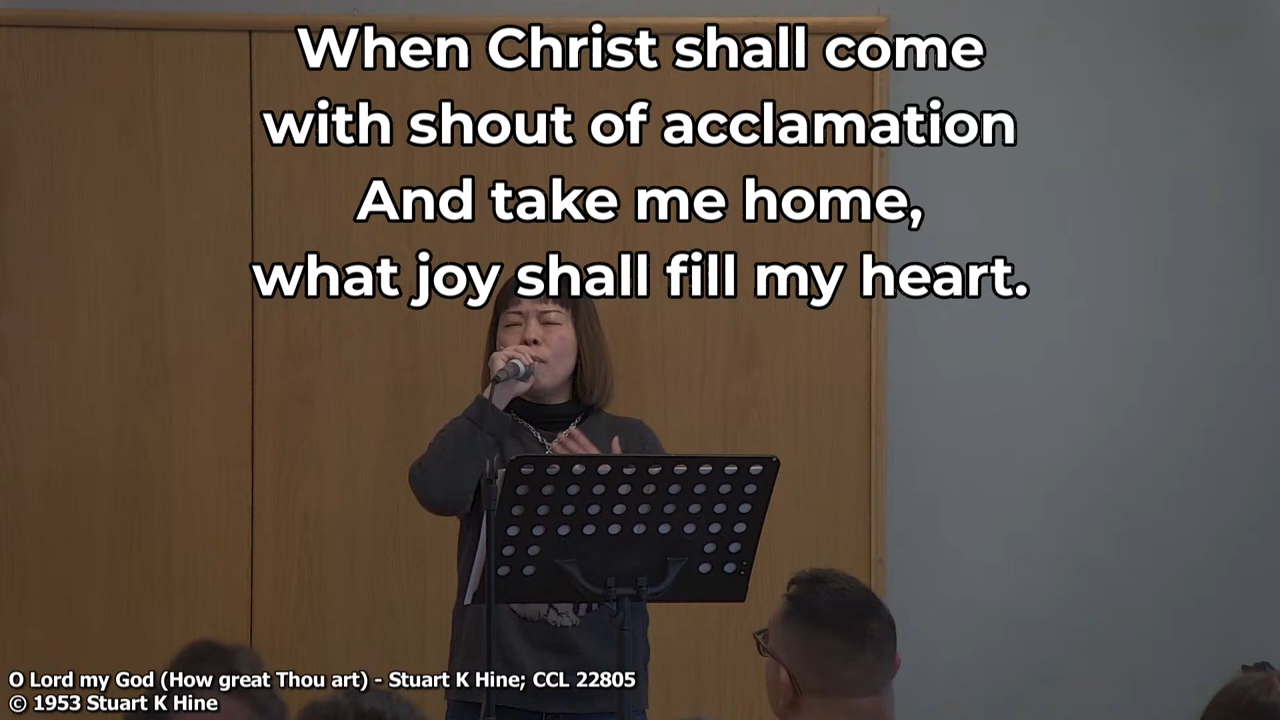 When Christ shall come
with shout of acclamation
And take me home,
what joy shall fill my heart.
O Lord my God (How great Thou art) - Stuart K Hine; CCL 22805
© 1953 Stuart K Hine